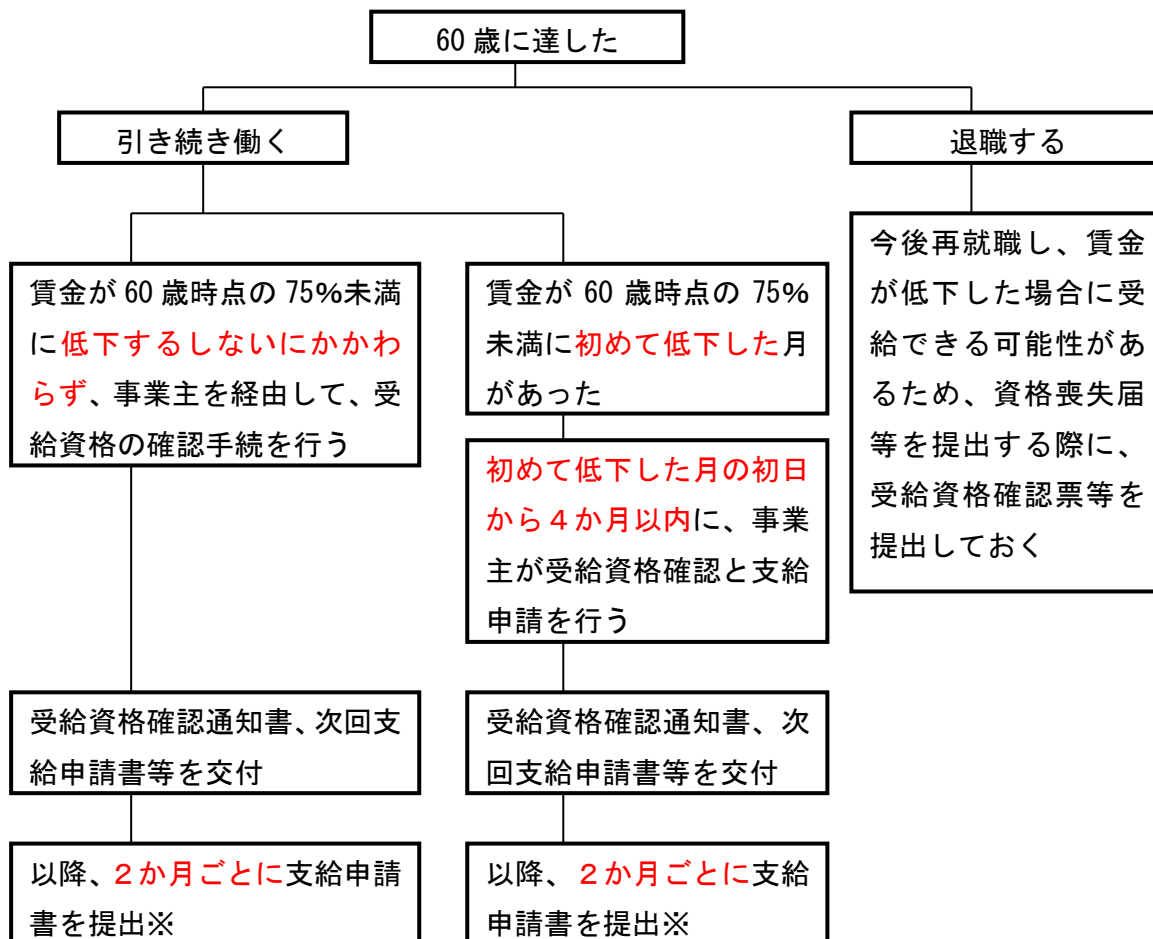 60歳に達した
引き続き働く
退職する
賃金が60歳時点の75%未満
に低下するしないにかかわ
らず、事業主を経由して、受
給資格の確認手続を行う
賃金が60歳時点の75%
未満に初めて低下した月
があった
初めて低下した月の初日
から４か月以内に、事業
主が受給資格確認と支給
申請を行う
今後再就職し、賃金
が低下した場合に受
給できる可能性があ
るため、資格喪失届
等を提出する際に、
受給資格確認票等を
提出しておく
受給資格確認通知書、次回支
給申請書等を交付
受給資格確認通知書、次
回支給申請書等を交付
以降、２か月ごとに支給申請
書を提出※
以降、２か月ごとに支給
申請書を提出※